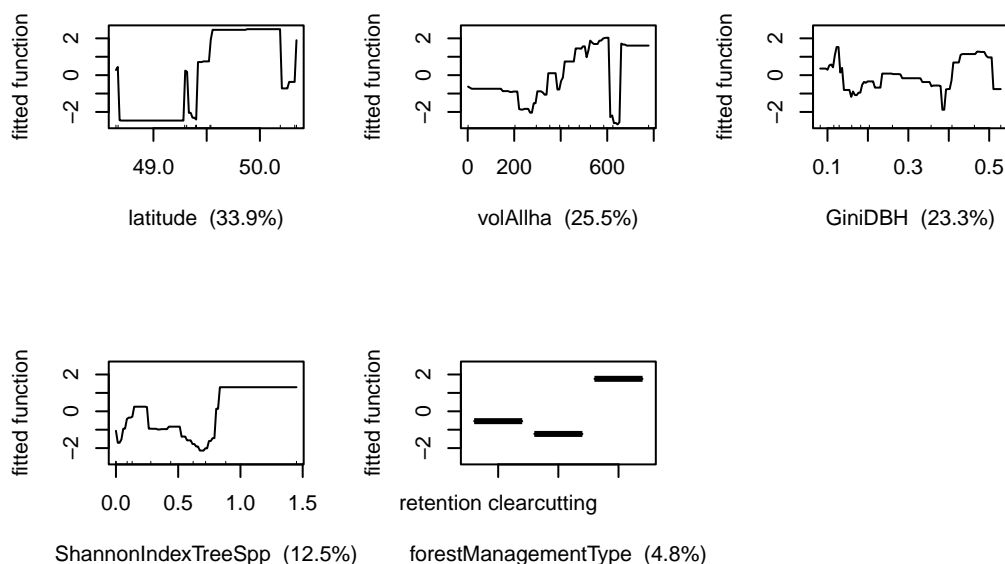 fitted function
2
0
−2
49.0 50.0
latitude (33.9%)
fitted function
2
0
−2
0 200 600
volAllha (25.5%)
fitted function
2
0
−2
0.1 0.3 0.5
GiniDBH (23.3%)
fitted function
2
0
−2
0.0 0.5 1.0 1.5
ShannonIndexTreeSpp (12.5%)
fitted function
2
0
−2
retention clearcutting
forestManagementType (4.8%)